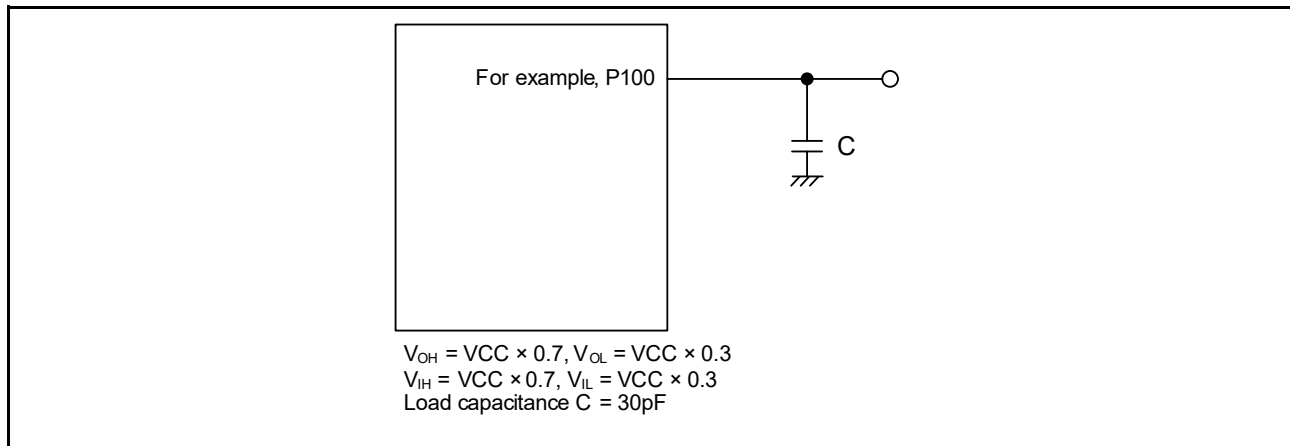 For example, P100
C
VOH = VCC × 0.7, VOL = VCC × 0.3
VIH = VCC × 0.7, VIL = VCC × 0.3
Load capacitance C = 30pF